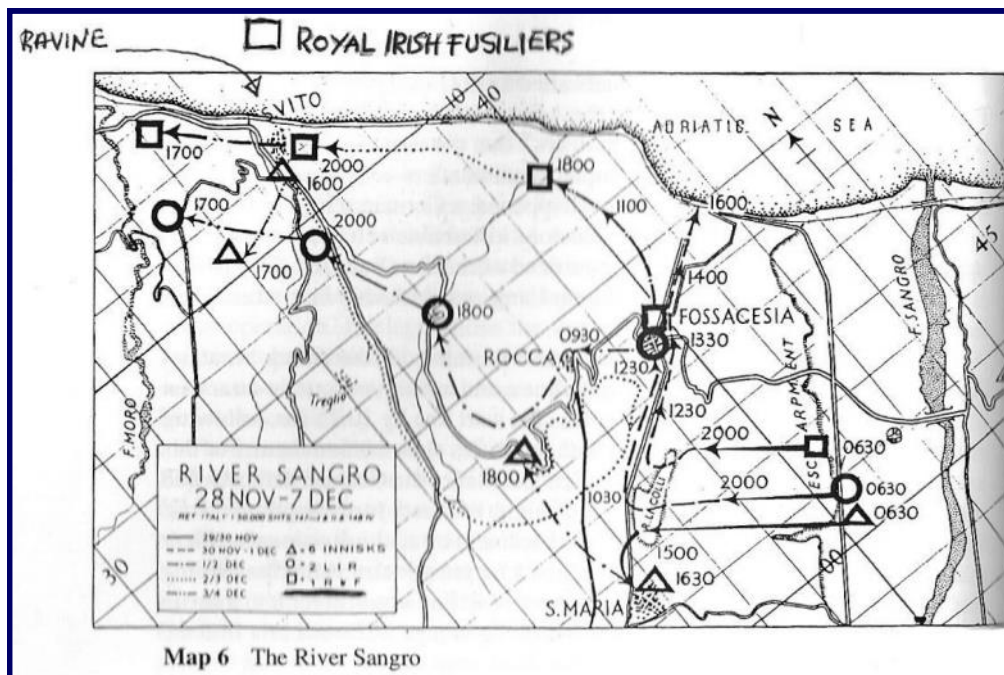 RAVINE
ROYAL IRISH FUSILIERS
S.VITO
10
40
ADRIATIC SEA
N
1700
2000
1800
1600
1100
1600
1700
2000
1700
1400
F. SANGRO
45
1800
FOSSACESIA
0930
1330
ROCCA
1230
ESCARPMENT
Treglio
F. MORO
1230
2000
0630
1800
1030
2000
0630
LI COLLI
0630
1500
00
1630
S.MARIA
30
RIVER SANGRO
28 NOV-7 DEC
29/30 NOV
30 NOV-1 DEC
1/2 DEC
2/3 DEC
3/4 DEC
= 6 INNISKS
= 2 L I R
= 1 R I F
Map 6 The River Sangro